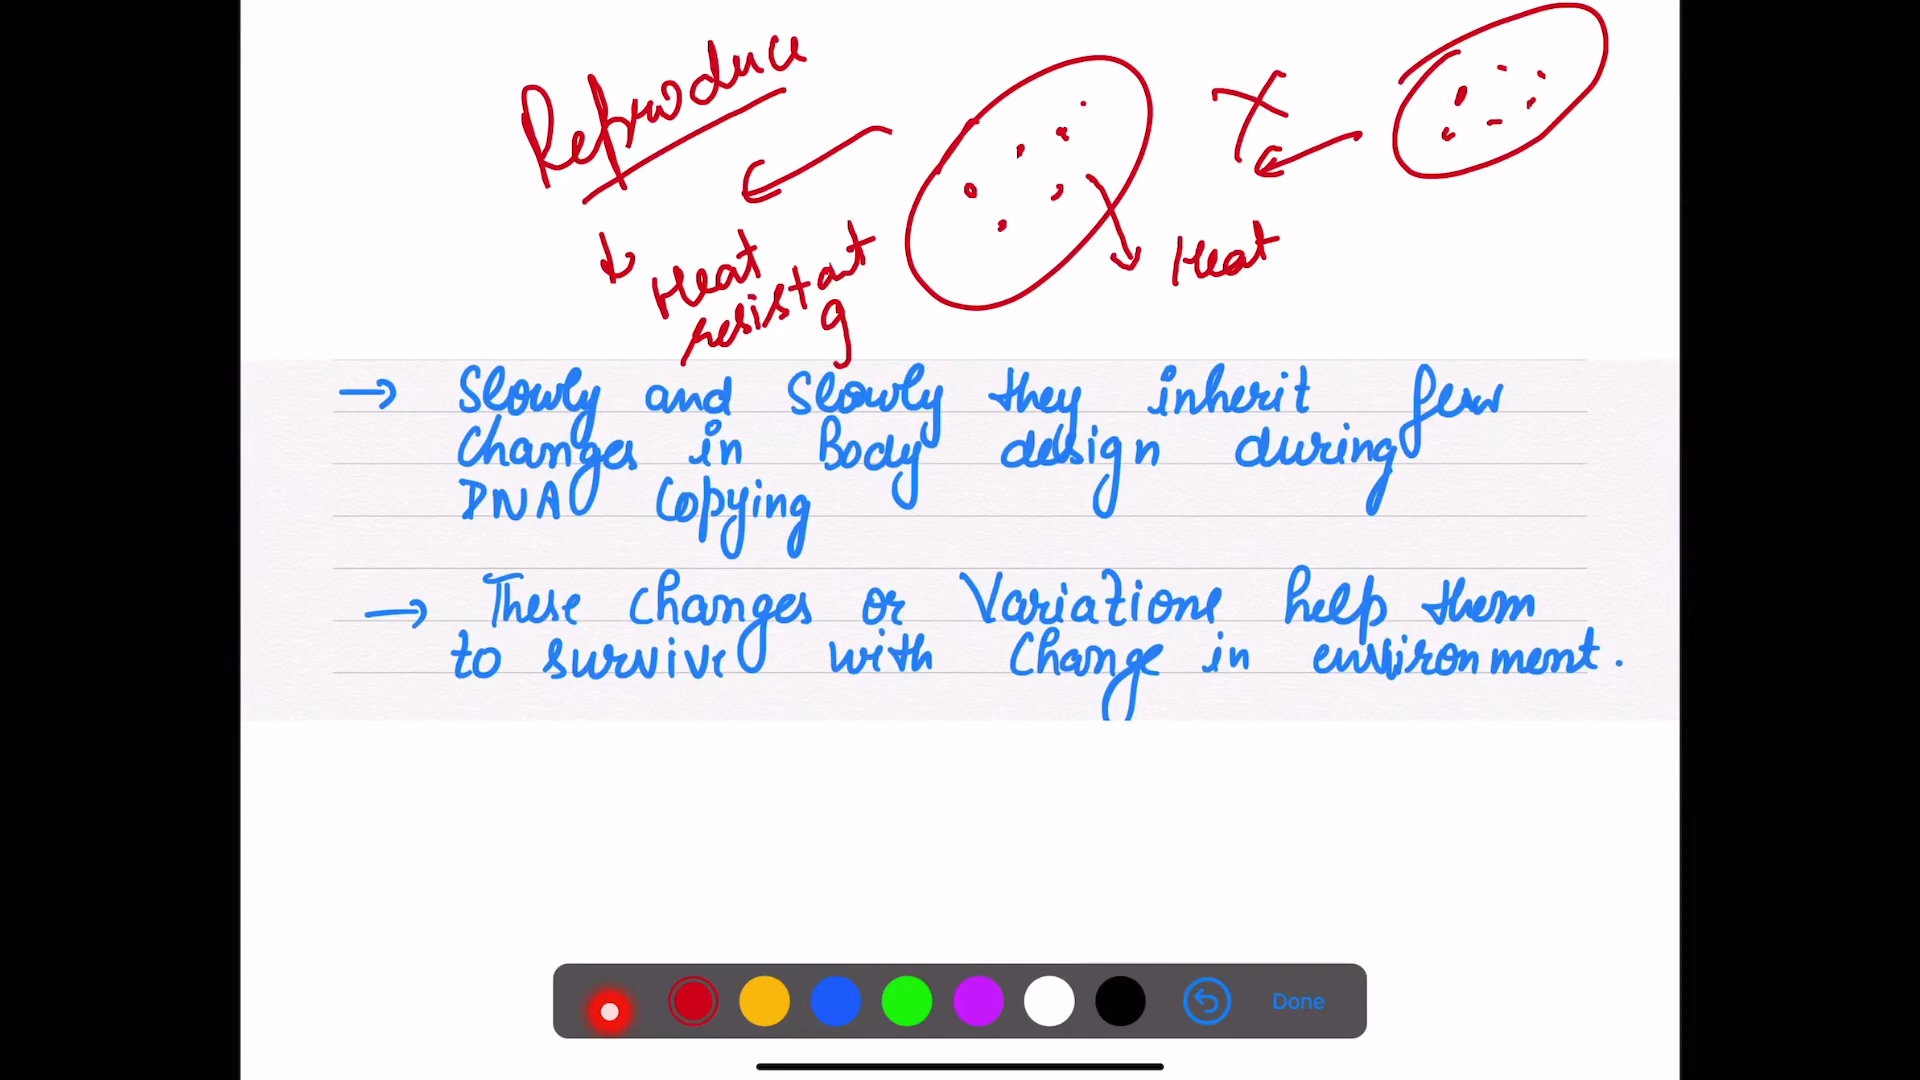 Reproduce
Heat
Heat
resistant
g
→ Slowly and slowly they inherit few
changes in Body design during
DNA Copying
→ These changes or Variations help them
to survive with Change in environment.
Done